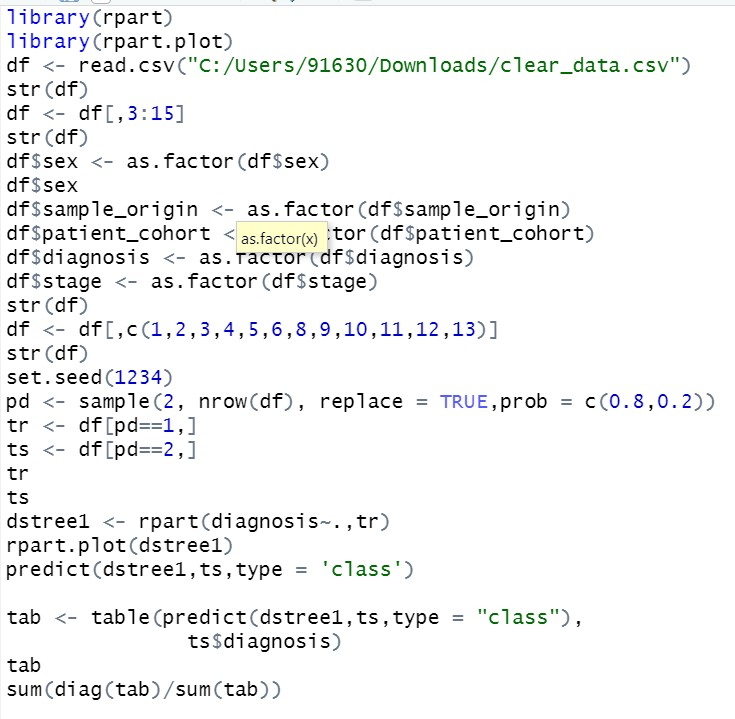 library(rpart)
library(rpart.plot)
df <- read.csv("C:/Users/91630/Downloads/clear_data.csv")
str(df)
df <- df[,3:15]
str(df)
df$sex <- as.factor(df$sex)
df$sex
df$sample_origin <- as.factor(df$sample_origin)
df$patient_cohort < as.factor(x) tor(df$patient_cohort)
df$diagnosis <- as.factor(df$diagnosis)
df$stage <- as.factor(df$stage)
str(df)
df <- df[,c(1,2,3,4,5,6,8,9,10,11,12,13)]
str(df)
set.seed(1234)
pd <- sample(2, nrow(df), replace = TRUE,prob = c(0.8,0.2))
tr <- df[pd==1,]
ts <- df[pd==2,]
tr
ts
dstree1 <- rpart(diagnosis~.,tr)
rpart.plot(dstree1)
predict(dstree1,ts,type = 'class')
tab <- table(predict(dstree1,ts,type = "class"),
ts$diagnosis)
tab
sum(diag(tab)/sum(tab))